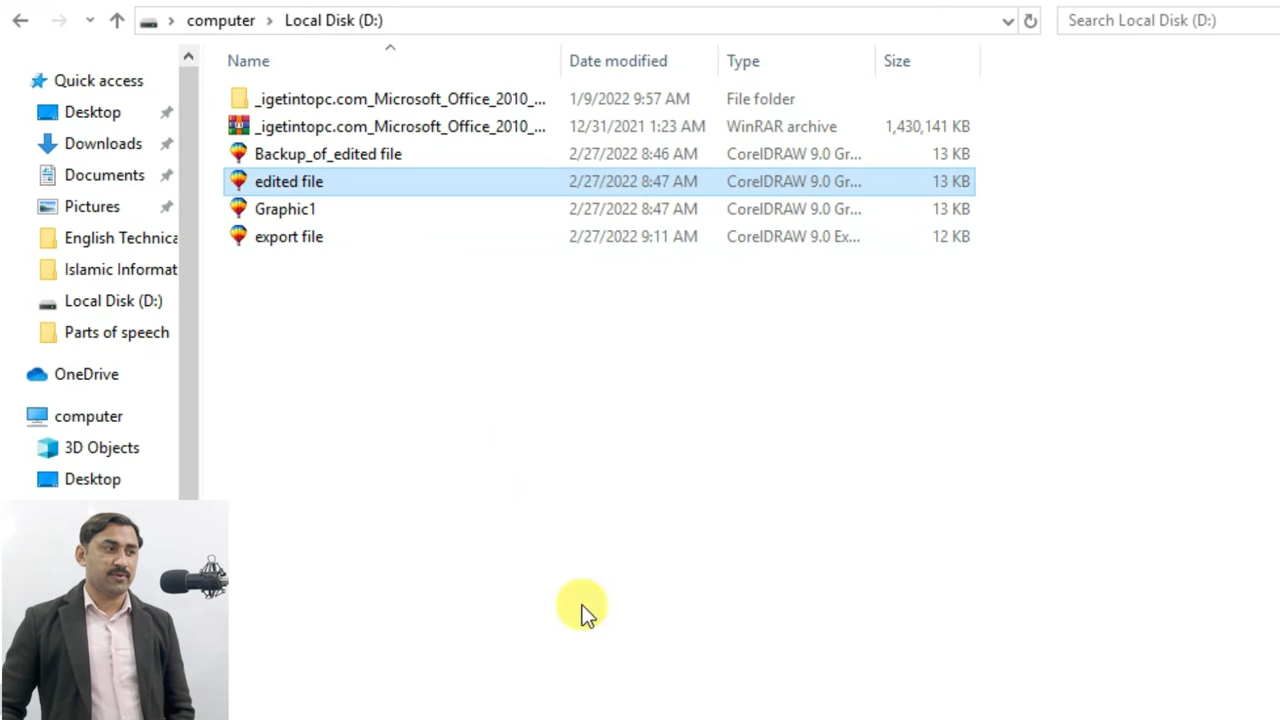 computer > Local Disk (D:)
Search Local Disk (D:)
Name Date modified Type Size
_igetintopc.com_Microsoft_Office_2010_... 1/9/2022 9:57 AM File folder
_igetintopc.com_Microsoft_Office_2010_... 12/31/2021 1:23 AM WinRAR archive 1,430,141 KB
Backup_of_edited file 2/27/2022 8:46 AM CorelDRAW 9.0 Gr... 13 KB
edited file 2/27/2022 8:47 AM CorelDRAW 9.0 Gr... 13 KB
Graphic1 2/27/2022 8:47 AM CorelDRAW 9.0 Gr... 13 KB
export file 2/27/2022 9:11 AM CorelDRAW 9.0 Ex... 12 KB
Quick access
Desktop
Downloads
Documents
Pictures
English Technica
Islamic Informat
Local Disk (D:)
Parts of speech
OneDrive
computer
3D Objects
Desktop